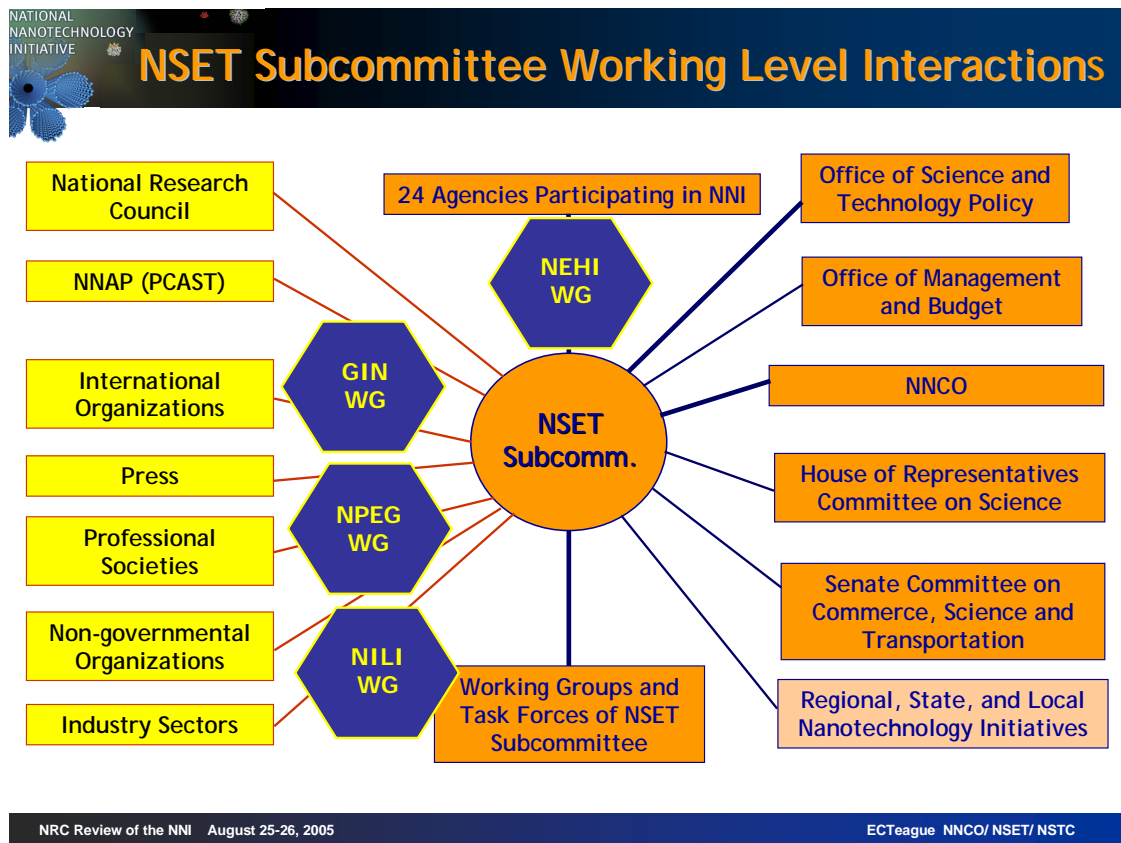 NATIONAL
NANOTECHNOLOGY
INITIATIVE
NSET Subcommittee Working Level Interactions
National Research
Council
NNAP (PCAST)
International
Organizations
Press
Professional
Societies
Non-governmental
Organizations
Industry Sectors
24 Agencies Participating in NNI
NEHI
WG
GIN
WG
NPEG
WG
NILI
WG
NSET
Subcomm.
Working Groups and
Task Forces of NSET
Subcommittee
Office of Science and
Technology Policy
Office of Management
and Budget
NNCO
House of Representatives
Committee on Science
Senate Committee on
Commerce, Science and
Transportation
Regional, State, and Local
Nanotechnology Initiatives
NRC Review of the NNI August 25-26, 2005
ECTeague NNCO/ NSET/ NSTC